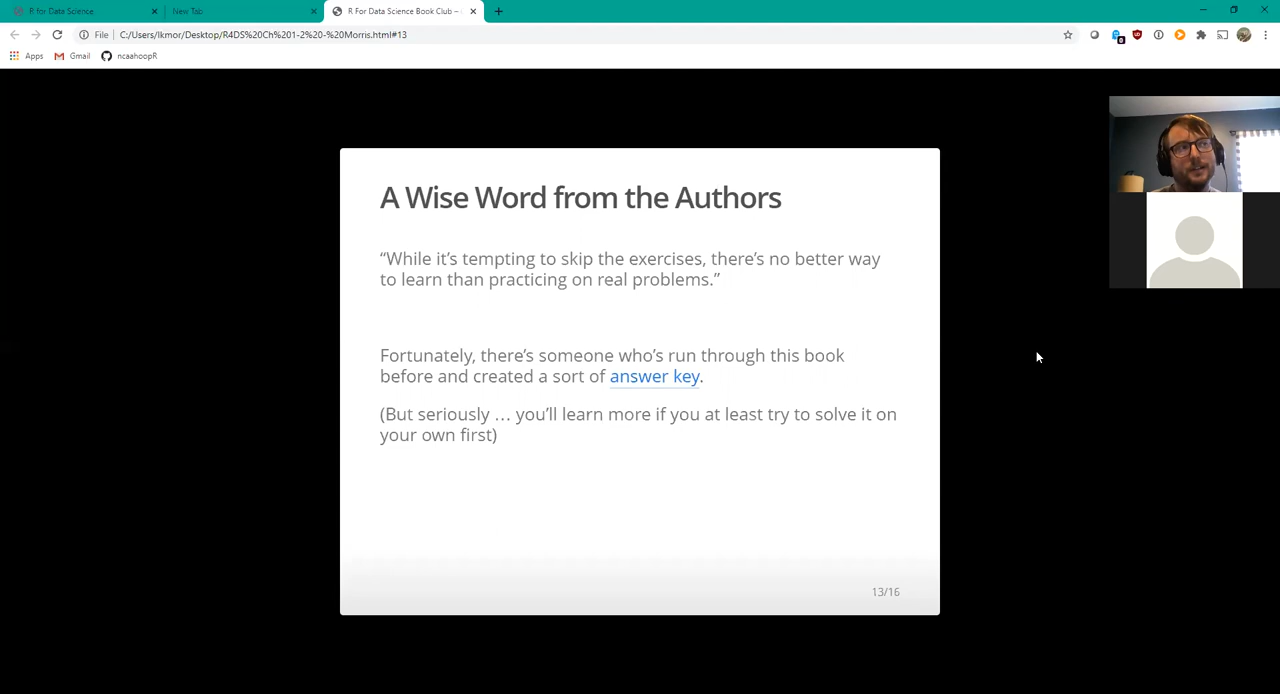 R for Data Science
New Tab
R For Data Science Book Club –
File
C:/Users/lkmor/Desktop/R4DS%20Ch%201-2%20-%20Morris.html#13
Apps
Gmail
ncaahoopR
A Wise Word from the Authors
“While it’s tempting to skip the exercises, there’s no better way
to learn than practicing on real problems.”
Fortunately, there’s someone who’s run through this book
before and created a sort of answer key.
(But seriously … you’ll learn more if you at least try to solve it on
your own first)
13/16